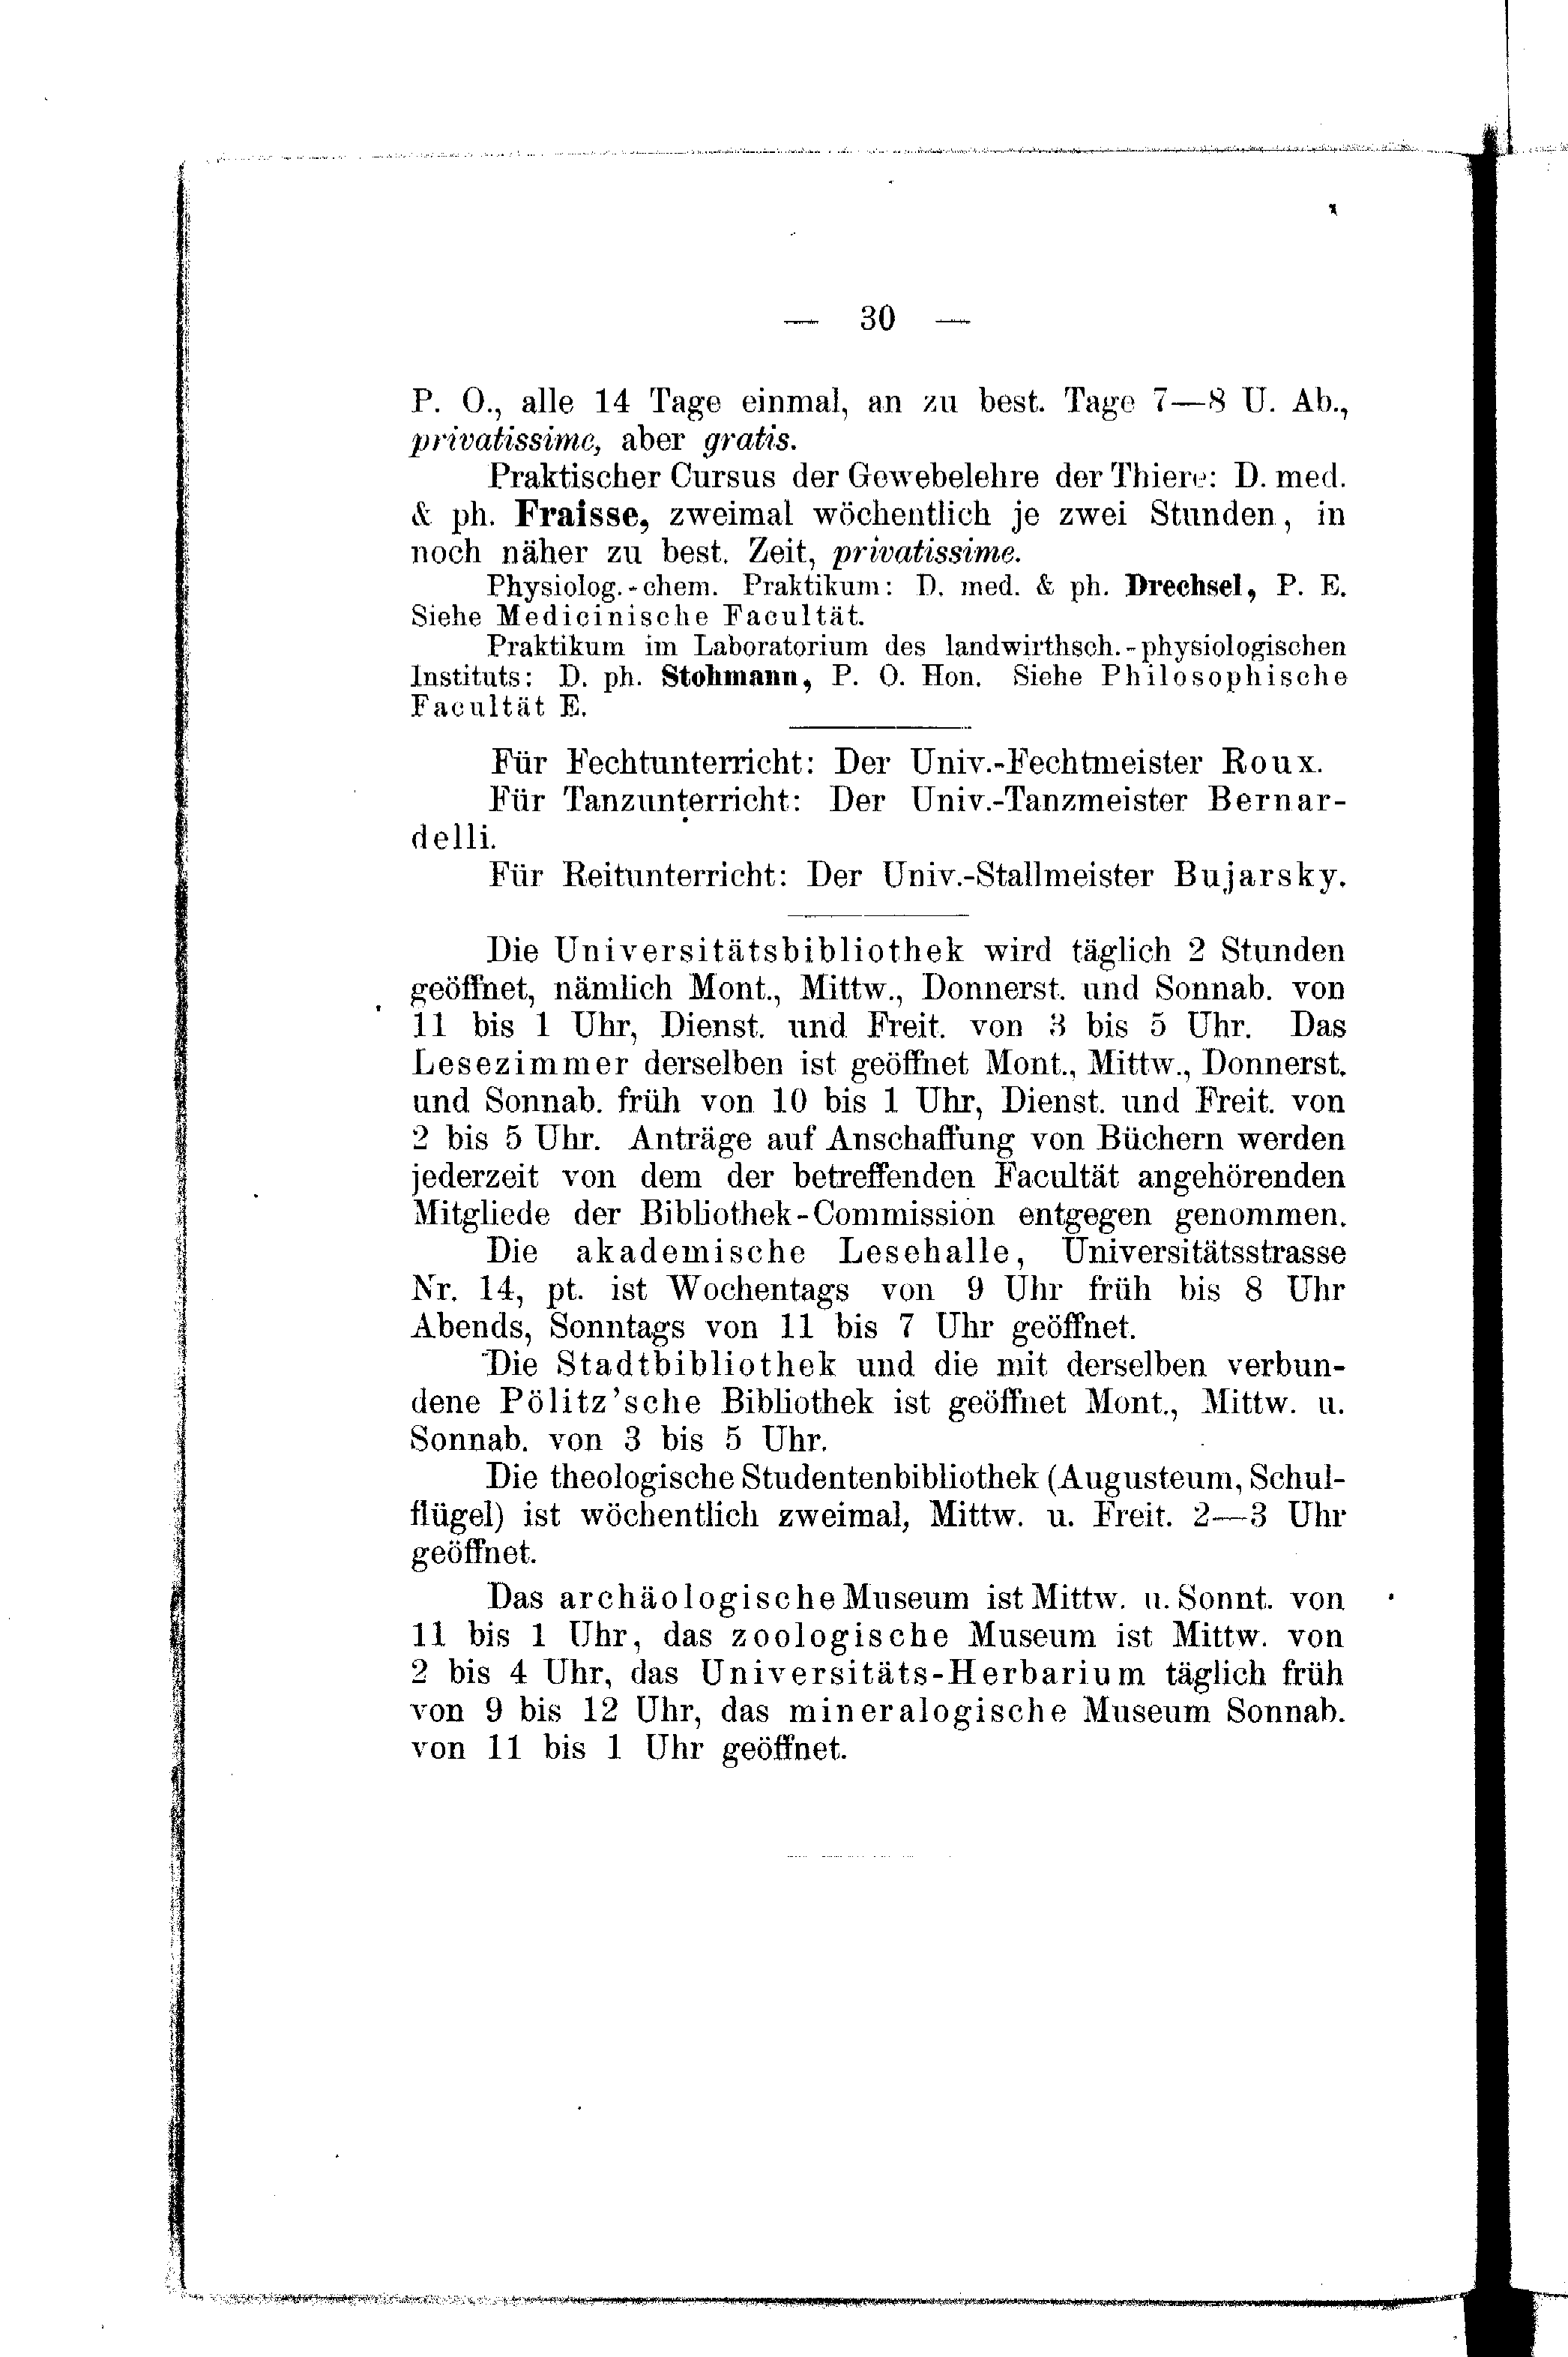 — 30 —
P. O., alle 14 Tage einmal, an zu best. Tage 7—8 U. Ab.,
privatissime, aber gratis.
Praktischer Cursus der Gewebelehre der Thiere: D. med.
& ph. Fraisse, zweimal wöchentlich je zwei Stunden, in
noch näher zu best. Zeit, privatissime.
Physiolog.-chem. Praktikum: D. med. & ph. Drechsel, P. E.
Siehe Medicinische Facultät.
Praktikum im Laboratorium des landwirthsch.-physiologischen
Instituts: D. ph. Stohmann, P. O. Hon. Siehe Philosophische
Facultät E.
Für Fechtunterricht: Der Univ.-Fechtmeister Roux.
Für Tanzunterricht: Der Univ.-Tanzmeister Bernar-
delli.
Für Reitunterricht: Der Univ.-Stallmeister Bujarsky.
Die Universitätsbibliothek wird täglich 2 Stunden
geöffnet, nämlich Mont., Mittw., Donnerst. und Sonnab. von
11 bis 1 Uhr, Dienst. und Freit. von 3 bis 5 Uhr. Das
Lesezimmer derselben ist geöffnet Mont., Mittw., Donnerst.
und Sonnab. früh von 10 bis 1 Uhr, Dienst. und Freit. von
2 bis 5 Uhr. Anträge auf Anschaffung von Büchern werden
jederzeit von dem der betreffenden Facultät angehörenden
Mitgliede der Bibliothek-Commission entgegen genommen.
Die akademische Lesehalle, Universitätsstrasse
Nr. 14, pt. ist Wochentags von 9 Uhr früh bis 8 Uhr
Abends, Sonntags von 11 bis 7 Uhr geöffnet.
Die Stadtbibliothek und die mit derselben verbun-
dene Pölitz'sche Bibliothek ist geöffnet Mont., Mittw. u.
Sonnab. von 3 bis 5 Uhr.
Die theologische Studentenbibliothek (Augusteum, Schul-
flügel) ist wöchentlich zweimal, Mittw. u. Freit. 2—3 Uhr
geöffnet.
Das archäologische Museum ist Mittw. u. Sonnt. von
11 bis 1 Uhr, das zoologische Museum ist Mittw. von
2 bis 4 Uhr, das Universitäts-Herbarium täglich früh
von 9 bis 12 Uhr, das mineralogische Museum Sonnab.
von 11 bis 1 Uhr geöffnet.